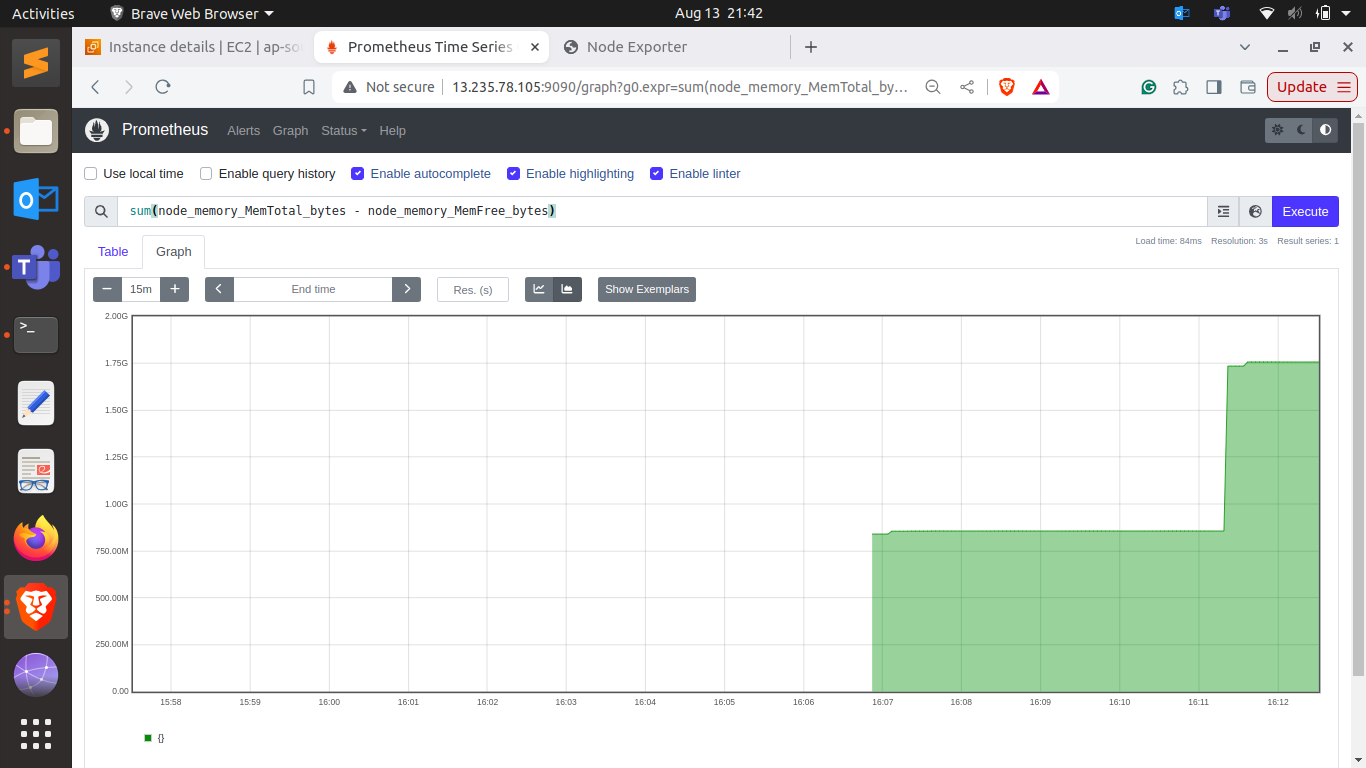 Activities
Brave Web Browser
Aug 13 21:42
Instance details | EC2 | ap-so
Prometheus Time Series
Node Exporter
Not secure
13.235.78.105:9090/graph?g0.expr=sum(node_memory_MemTotal_by…
Update
Prometheus
Alerts
Graph
Status
Help
Use local time
Enable query history
Enable autocomplete
Enable highlighting
Enable linter
sum(node_memory_MemTotal_bytes - node_memory_MemFree_bytes)
Execute
Table
Graph
Load time: 84ms Resolution: 3s Result series: 1
15m
End time
Res. (s)
Show Exemplars
2.00G
1.75G
1.50G
1.25G
1.00G
750.00M
500.00M
250.00M
0.00
15:58 15:59 16:00 16:01 16:02 16:03 16:04 16:05 16:06 16:07 16:08 16:09 16:10 16:11 16:12
{}